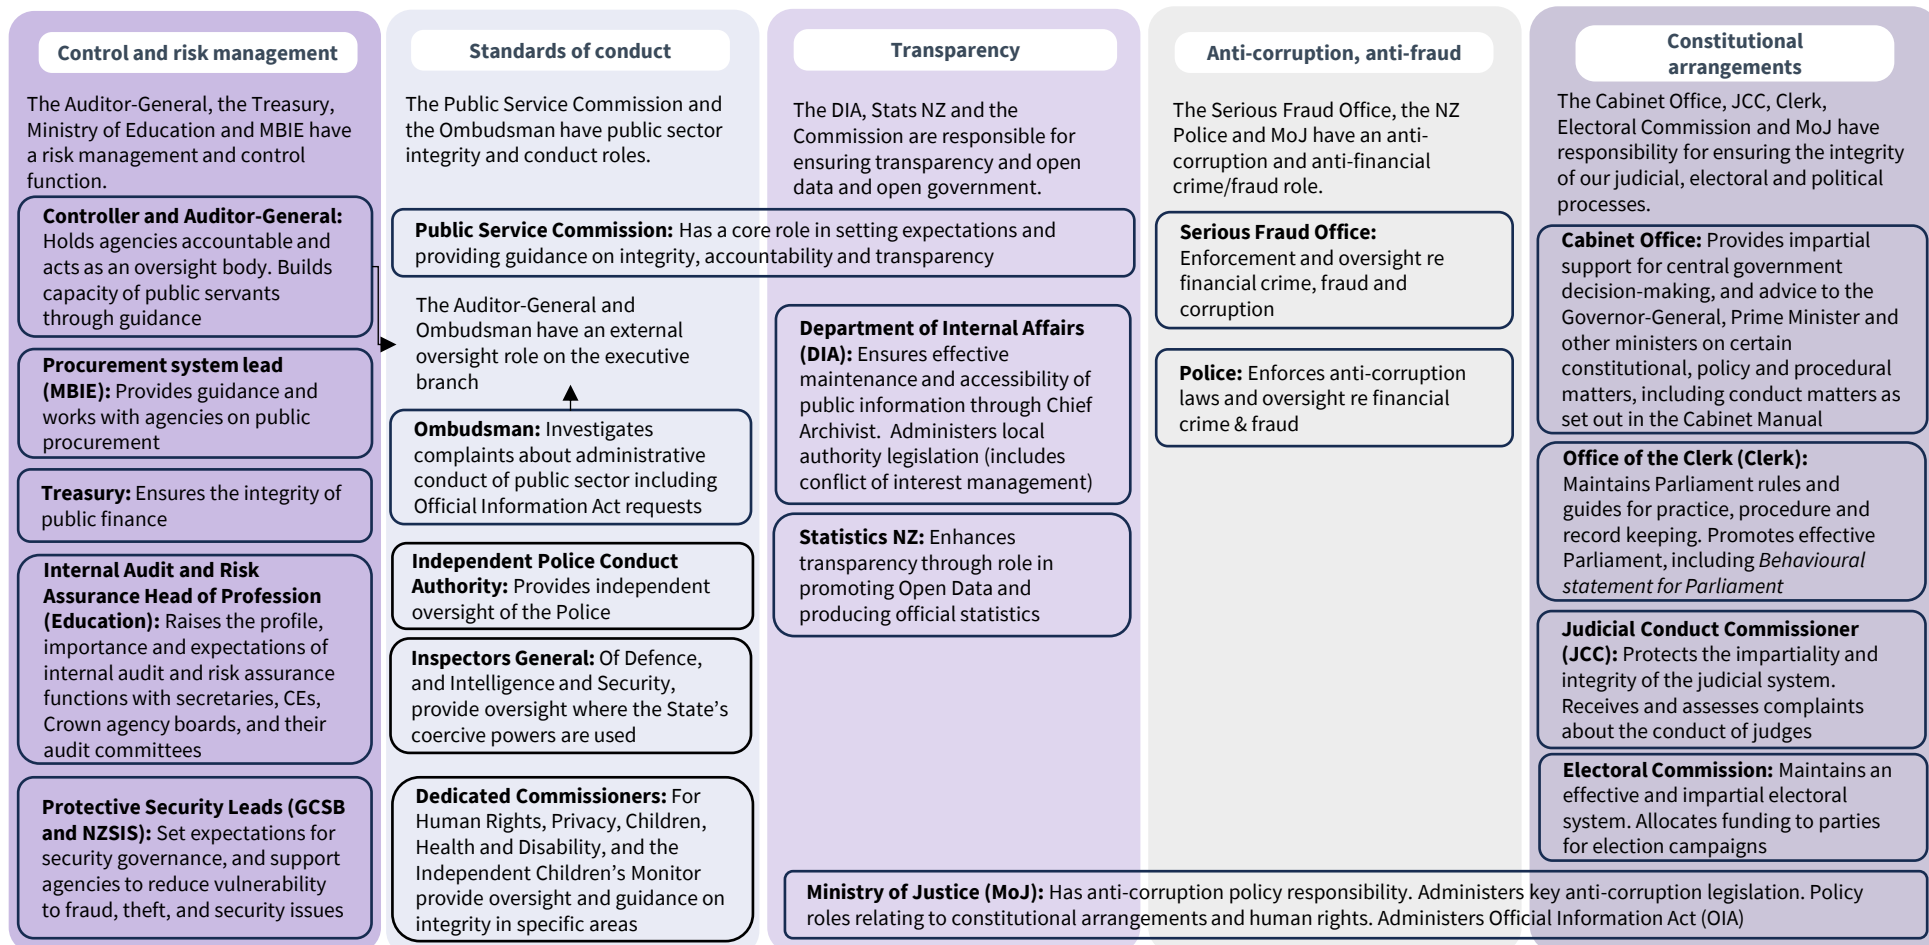 Control and risk management
The Auditor-General, the Treasury,
Ministry of Education and MBIE have
a risk management and control
function.
Controller and Auditor-General:
Holds agencies accountable and
acts as an oversight body. Builds
capacity of public servants
through guidance
Procurement system lead
(MBIE): Provides guidance and
works with agencies on public
procurement
Treasury: Ensures the integrity of
public finance
Internal Audit and Risk
Assurance Head of Profession
(Education): Raises the profile,
importance and expectations of
internal audit and risk assurance
functions with secretaries, CEs,
Crown agency boards, and their
audit committees
Protective Security Leads (GCSB
and NZSIS): Set expectations for
security governance, and support
agencies to reduce vulnerability
to fraud, theft, and security issues
Standards of conduct
The Public Service Commission and
the Ombudsman have public sector
integrity and conduct roles.
Public Service Commission: Has a core role in setting expectations and
providing guidance on integrity, accountability and transparency
The Auditor-General and
Ombudsman have an external
oversight role on the executive
branch
Ombudsman: Investigates
complaints about administrative
conduct of public sector including
Official Information Act requests
Independent Police Conduct
Authority: Provides independent
oversight of the Police
Inspectors General: Of Defence,
and Intelligence and Security,
provide oversight where the State's
coercive powers are used
Dedicated Commissioners: For
Human Rights, Privacy, Children,
Health and Disability, and the
Independent Children's Monitor
provide oversight and guidance on
integrity in specific areas
Transparency
The DIA, Stats NZ and the
Commission are responsible for
ensuring transparency and open
data and open government.
Department of Internal Affairs
(DIA): Ensures effective
maintenance and accessibility of
public information through Chief
Archivist. Administers local
authority legislation (includes
conflict of interest management)
Statistics NZ: Enhances
transparency through role in
promoting Open Data and
producing official statistics
Anti-corruption, anti-fraud
The Serious Fraud Office, the NZ
Police and MoJ have an anti-
corruption and anti-financial
crime/fraud role.
Serious Fraud Office:
Enforcement and oversight re
financial crime, fraud and
corruption
Police: Enforces anti-corruption
laws and oversight re financial
crime & fraud
Constitutional
arrangements
The Cabinet Office, JCC, Clerk,
Electoral Commission and MoJ have
responsibility for ensuring the integrity
of our judicial, electoral and political
processes.
Cabinet Office: Provides impartial
support for central government
decision-making, and advice to the
Governor-General, Prime Minister and
other ministers on certain
constitutional, policy and procedural
matters, including conduct matters as
set out in the Cabinet Manual
Office of the Clerk (Clerk):
Maintains Parliament rules and
guides for practice, procedure and
record keeping. Promotes effective
Parliament, including Behavioural
statement for Parliament
Judicial Conduct Commissioner
(JCC): Protects the impartiality and
integrity of the judicial system.
Receives and assesses complaints
about the conduct of judges
Electoral Commission: Maintains an
effective and impartial electoral
system. Allocates funding to parties
for election campaigns
Ministry of Justice (MoJ): Has anti-corruption policy responsibility. Administers key anti-corruption legislation. Policy
roles relating to constitutional arrangements and human rights. Administers Official Information Act (OIA)